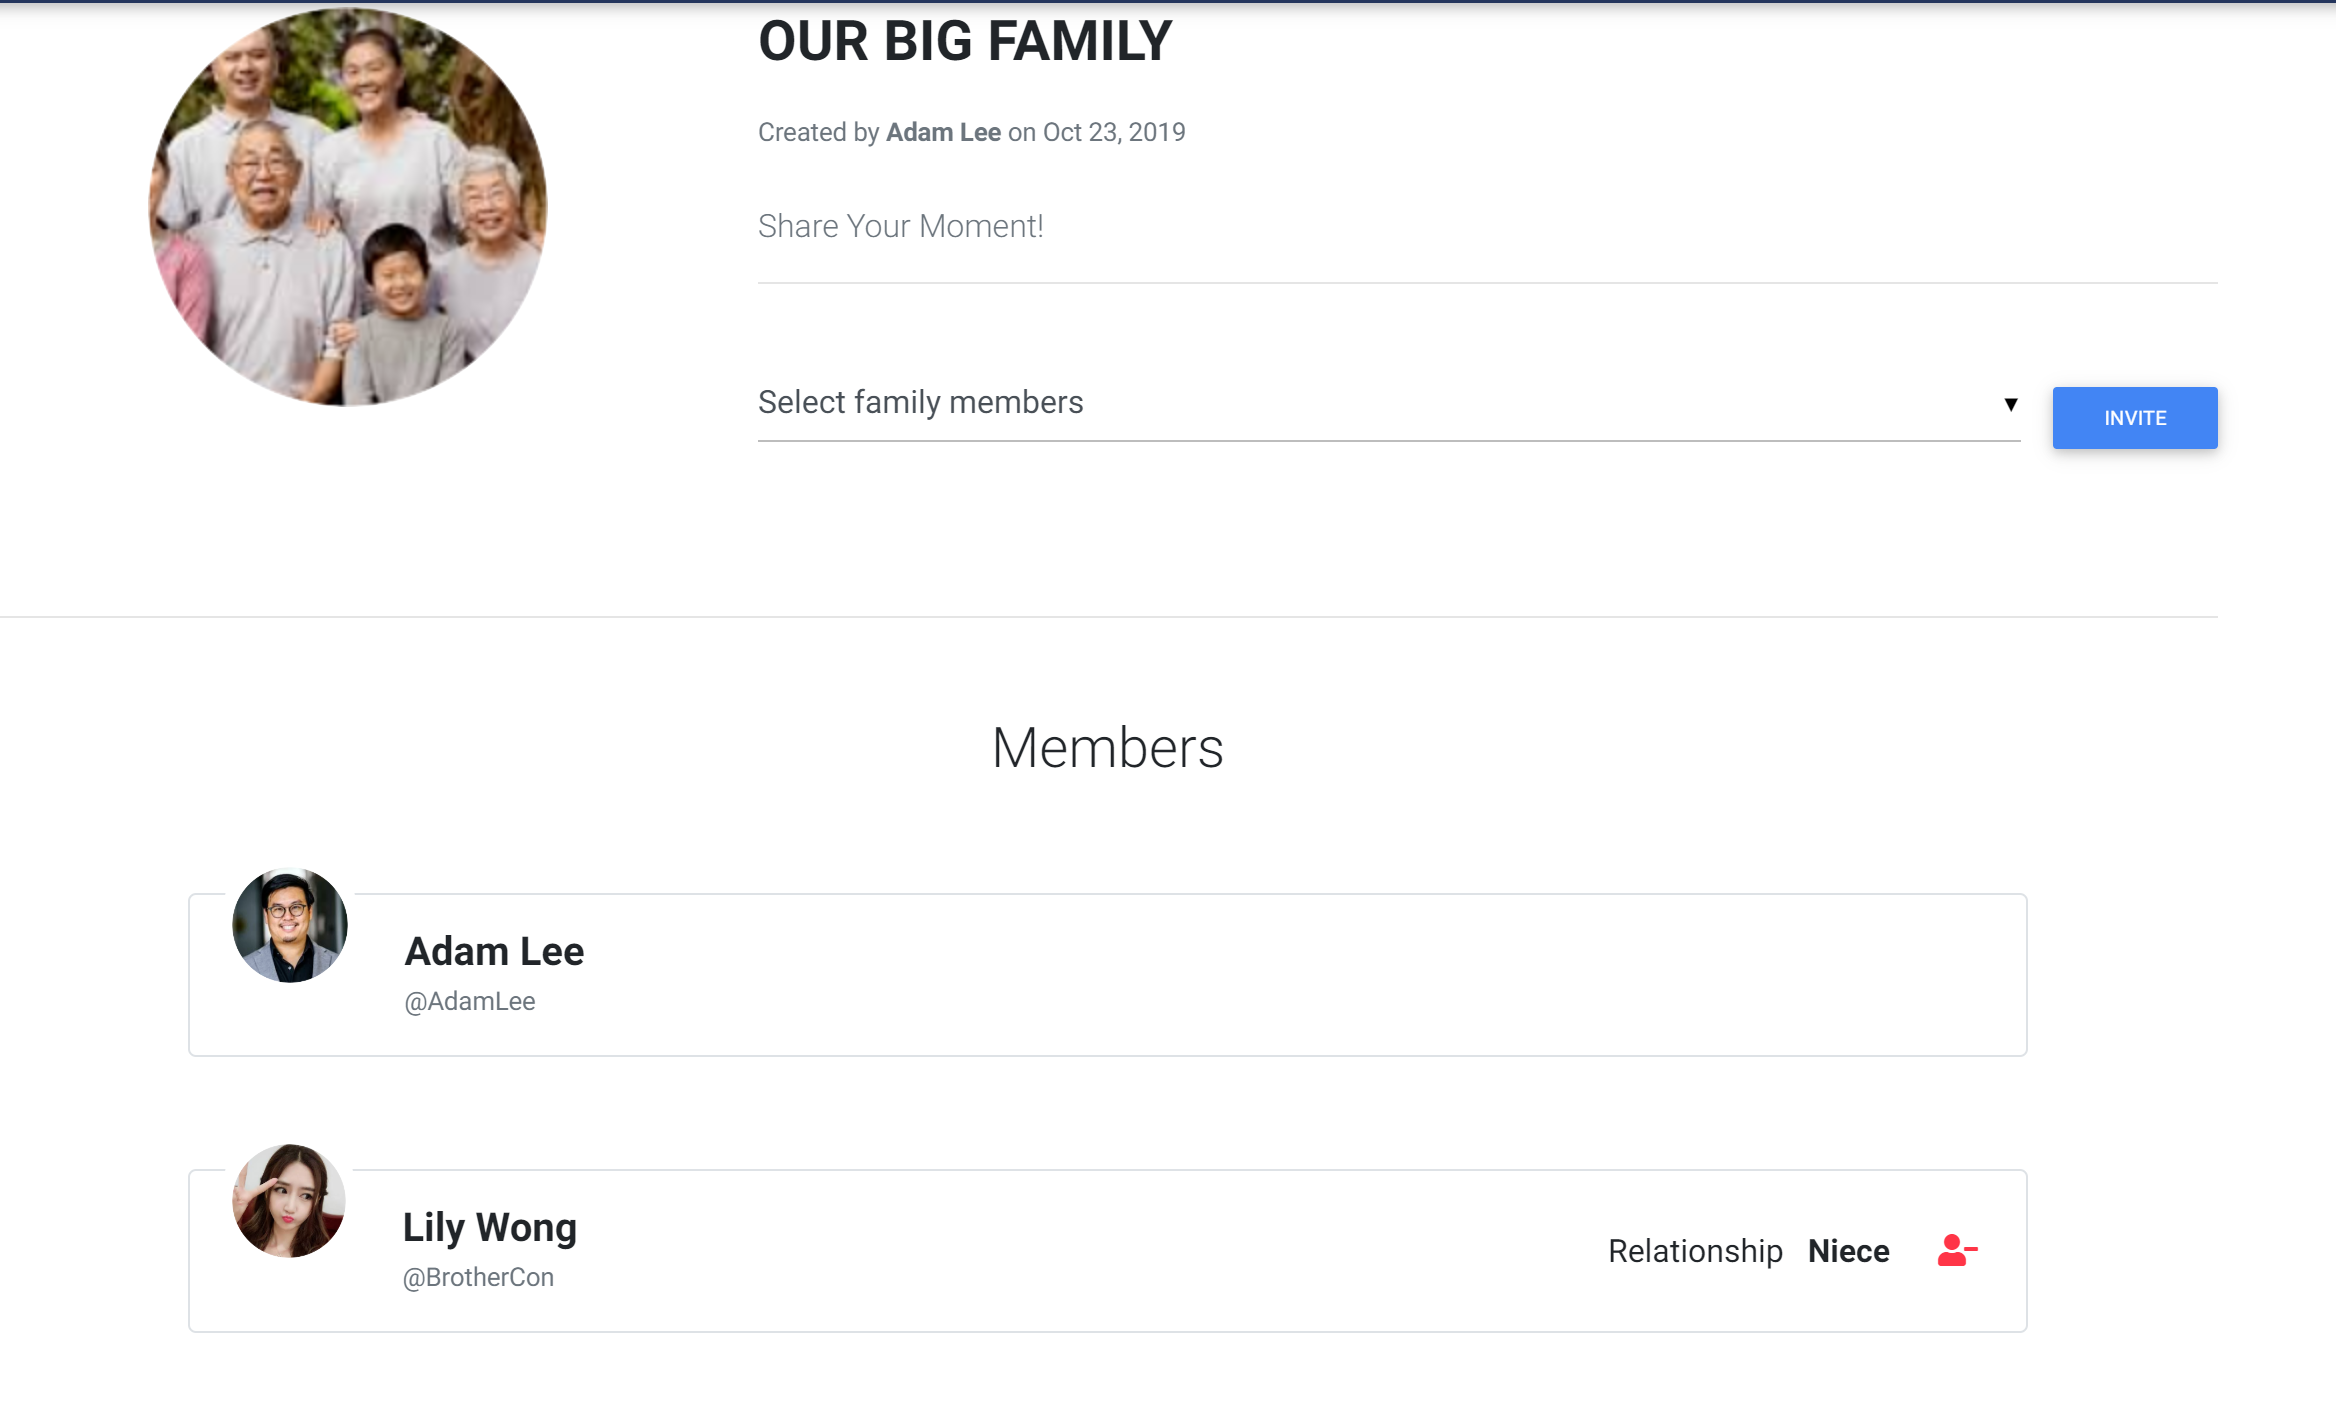 OUR BIG FAMILY
Created by Adam Lee on Oct 23, 2019
Share Your Moment!
Select family members
INVITE
Members
Adam Lee
@AdamLee
Lily Wong
@BrotherCon
Relationship Niece